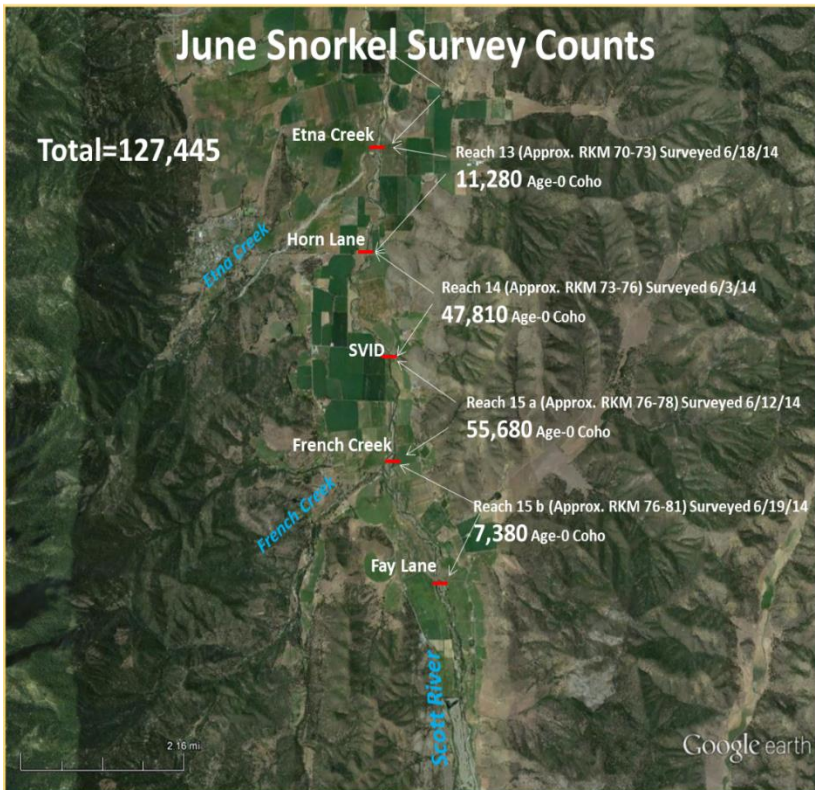 June Snorkel Survey Counts
Total=127,445
Etna Creek
Reach 13 (Approx. RKM 70-73) Surveyed 6/18/14
11,280 Age-0 Coho
Etna Creek
Horn Lane
Reach 14 (Approx. RKM 73-76) Surveyed 6/3/14
47,810 Age-0 Coho
SVID
Reach 15 a (Approx. RKM 76-78) Surveyed 6/12/14
55,680 Age-0 Coho
French Creek
French Creek
Reach 15 b (Approx. RKM 76-81) Surveyed 6/19/14
7,380 Age-0 Coho
Fay Lane
Scott River
2.16 mi
Google earth